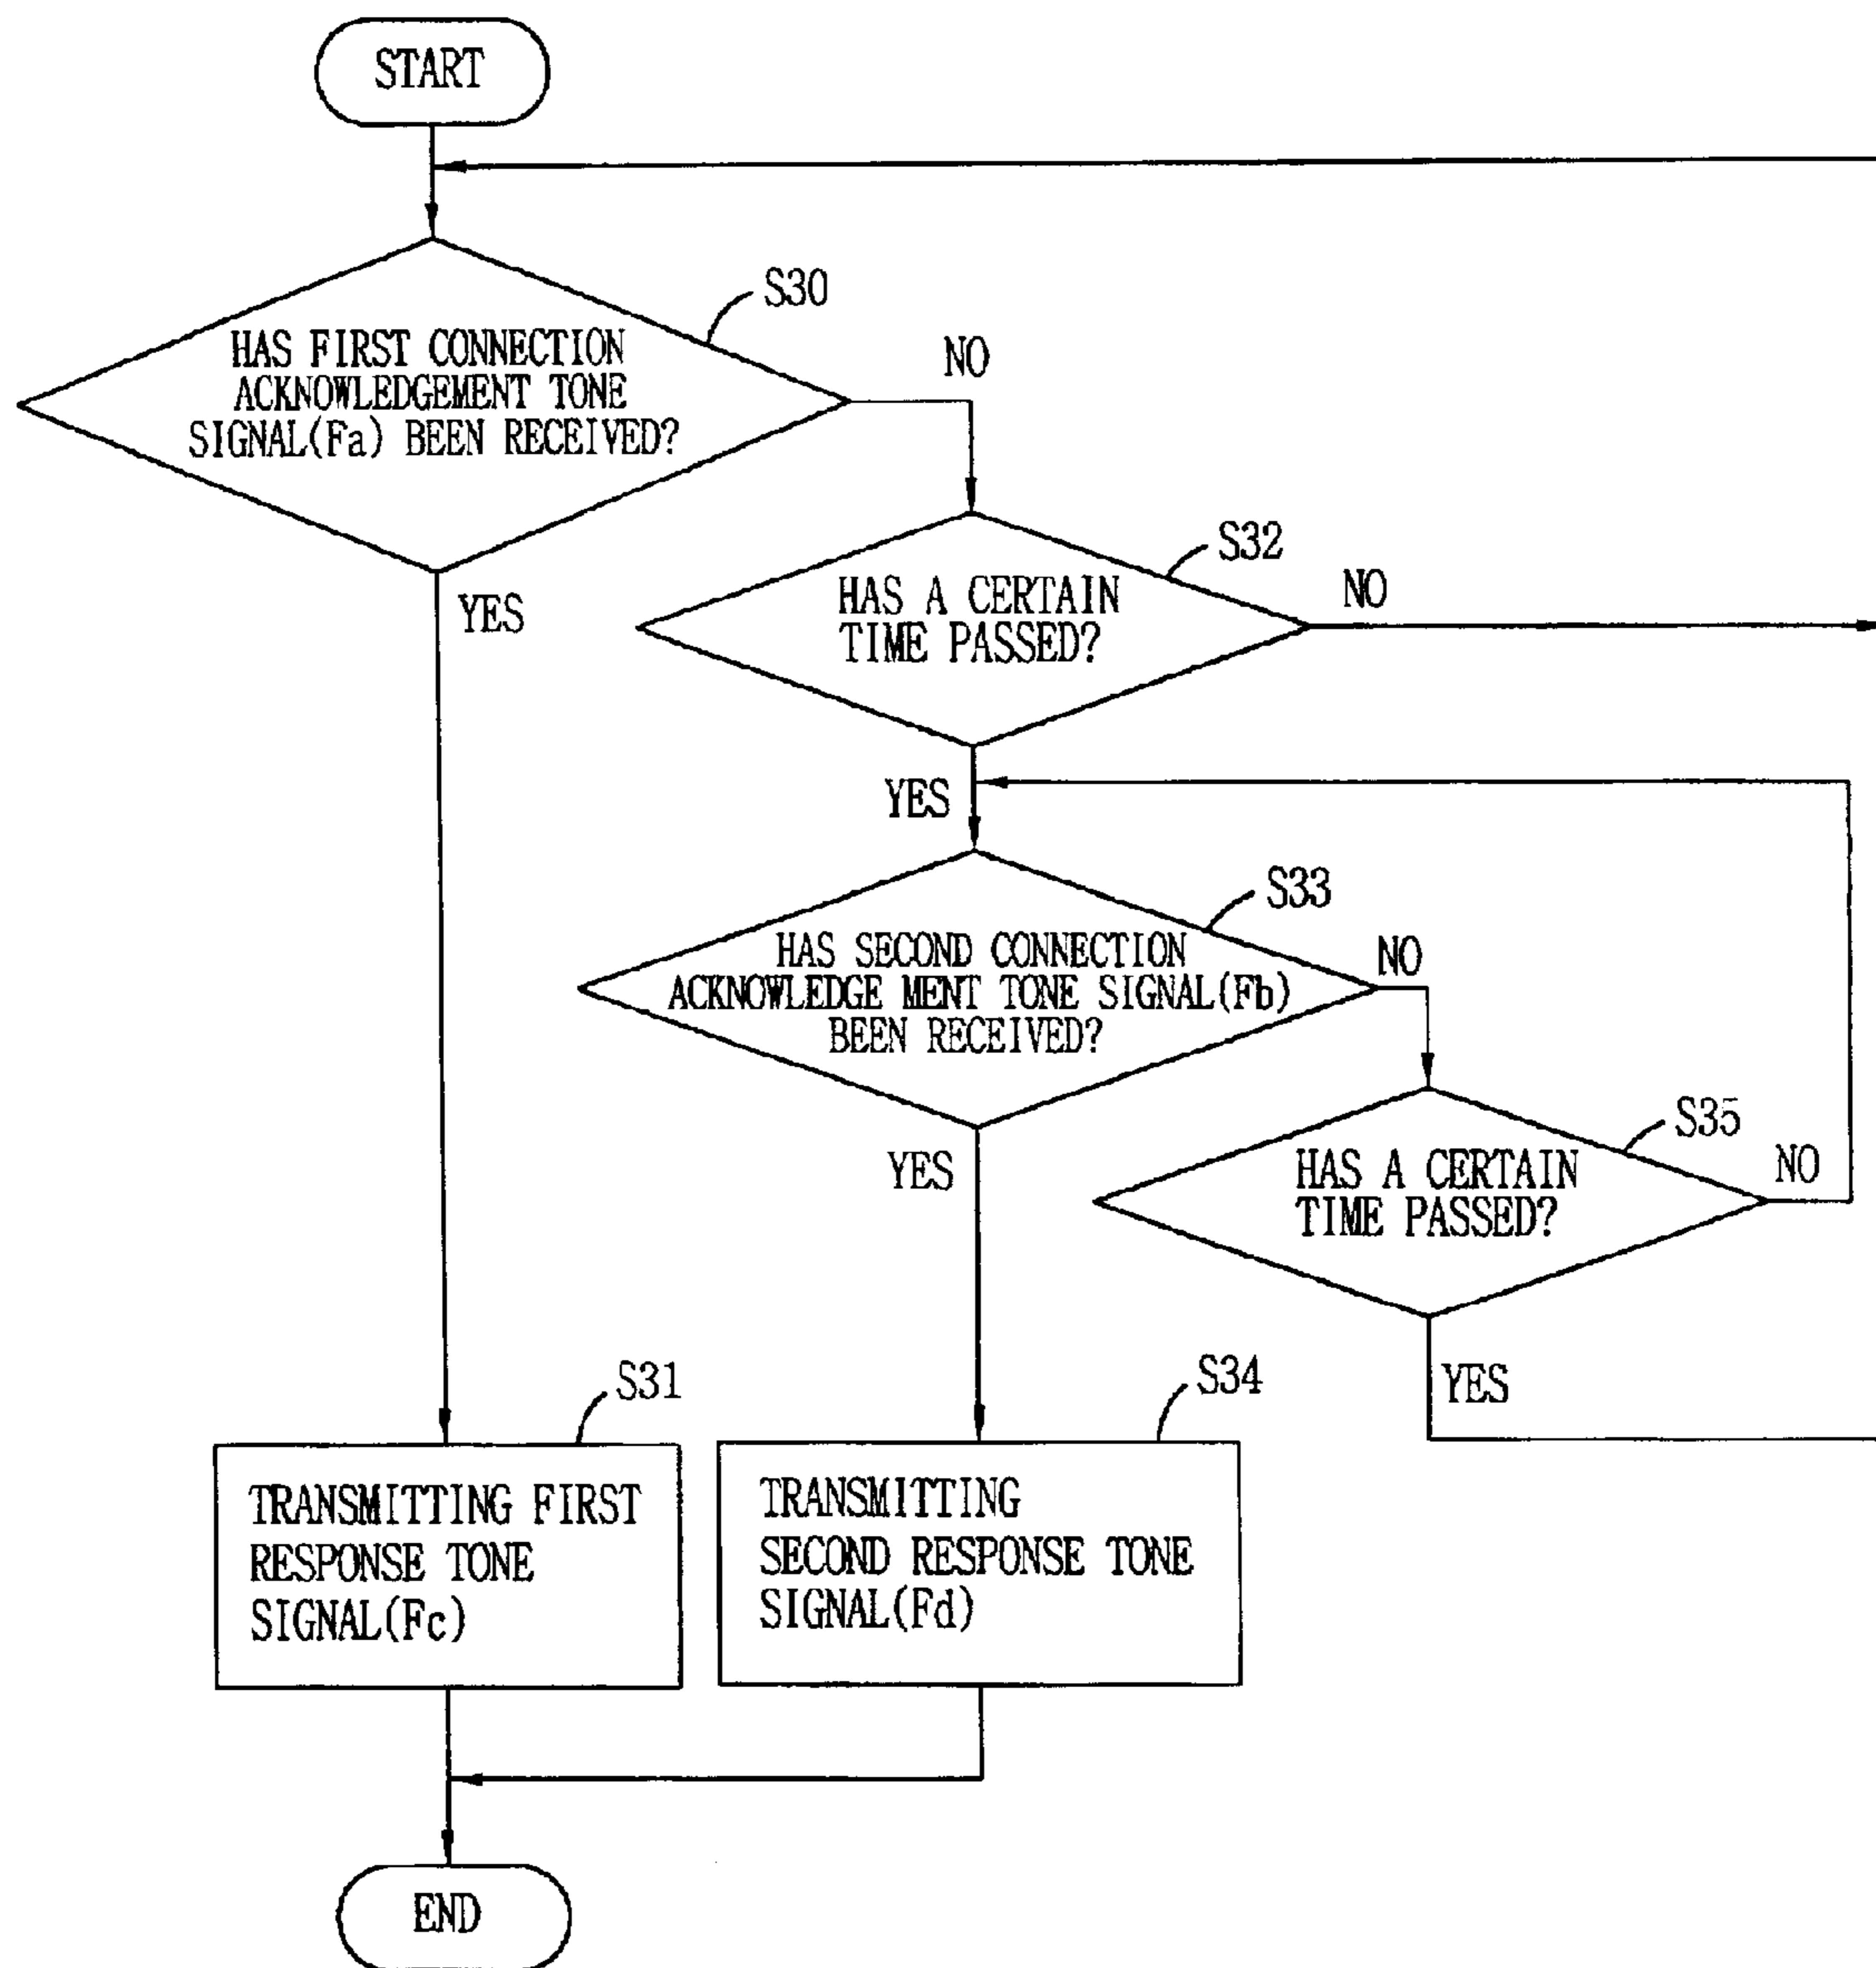 START
S30
HAS FIRST CONNECTION
ACKNOWLEDGEMENT TONE
SIGNAL(Fa) BEEN RECEIVED?
NO
YES
S32
HAS A CERTAIN
TIME PASSED?
NO
YES
S33
HAS SECOND CONNECTION
ACKNOWLEDGE MENT TONE SIGNAL(Fb)
BEEN RECEIVED?
NO
YES
S35
HAS A CERTAIN
TIME PASSED?
NO
YES
S31
TRANSMITTING FIRST
RESPONSE TONE
SIGNAL(Fc)
S34
TRANSMITTING
SECOND RESPONSE TONE
SIGNAL(Fd)
END